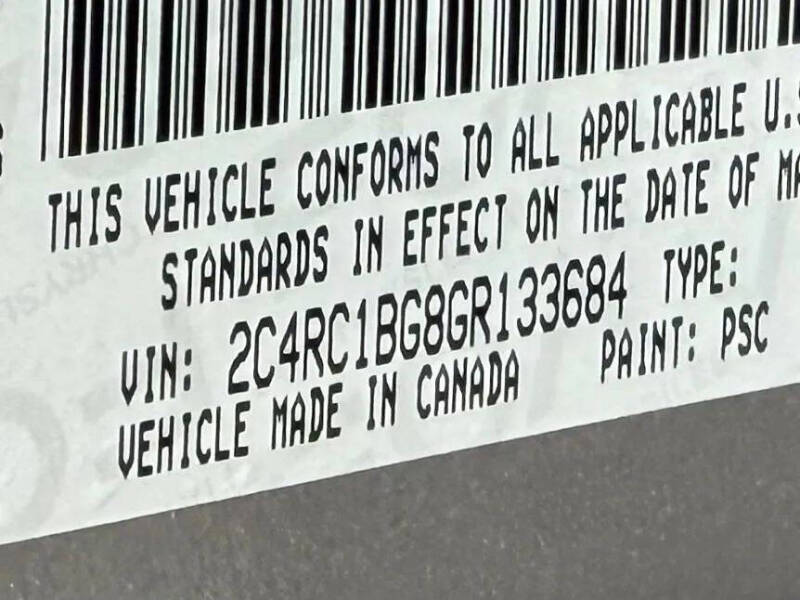 THIS VEHICLE CONFORMS TO ALL APPLICABLE U.S
STANDARDS IN EFFECT ON THE DATE OF MA
VIN: 2C4RC1BG8GR133684 TYPE:
VEHICLE MADE IN CANADA PAINT: PSC